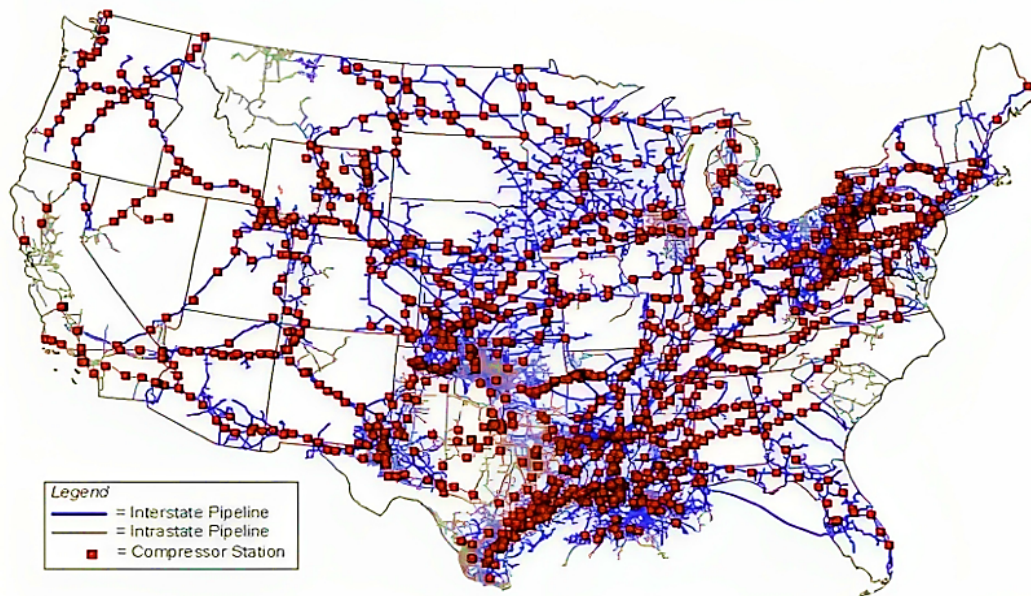 Legend
= Interstate Pipeline
= Intrastate Pipeline
= Compressor Station